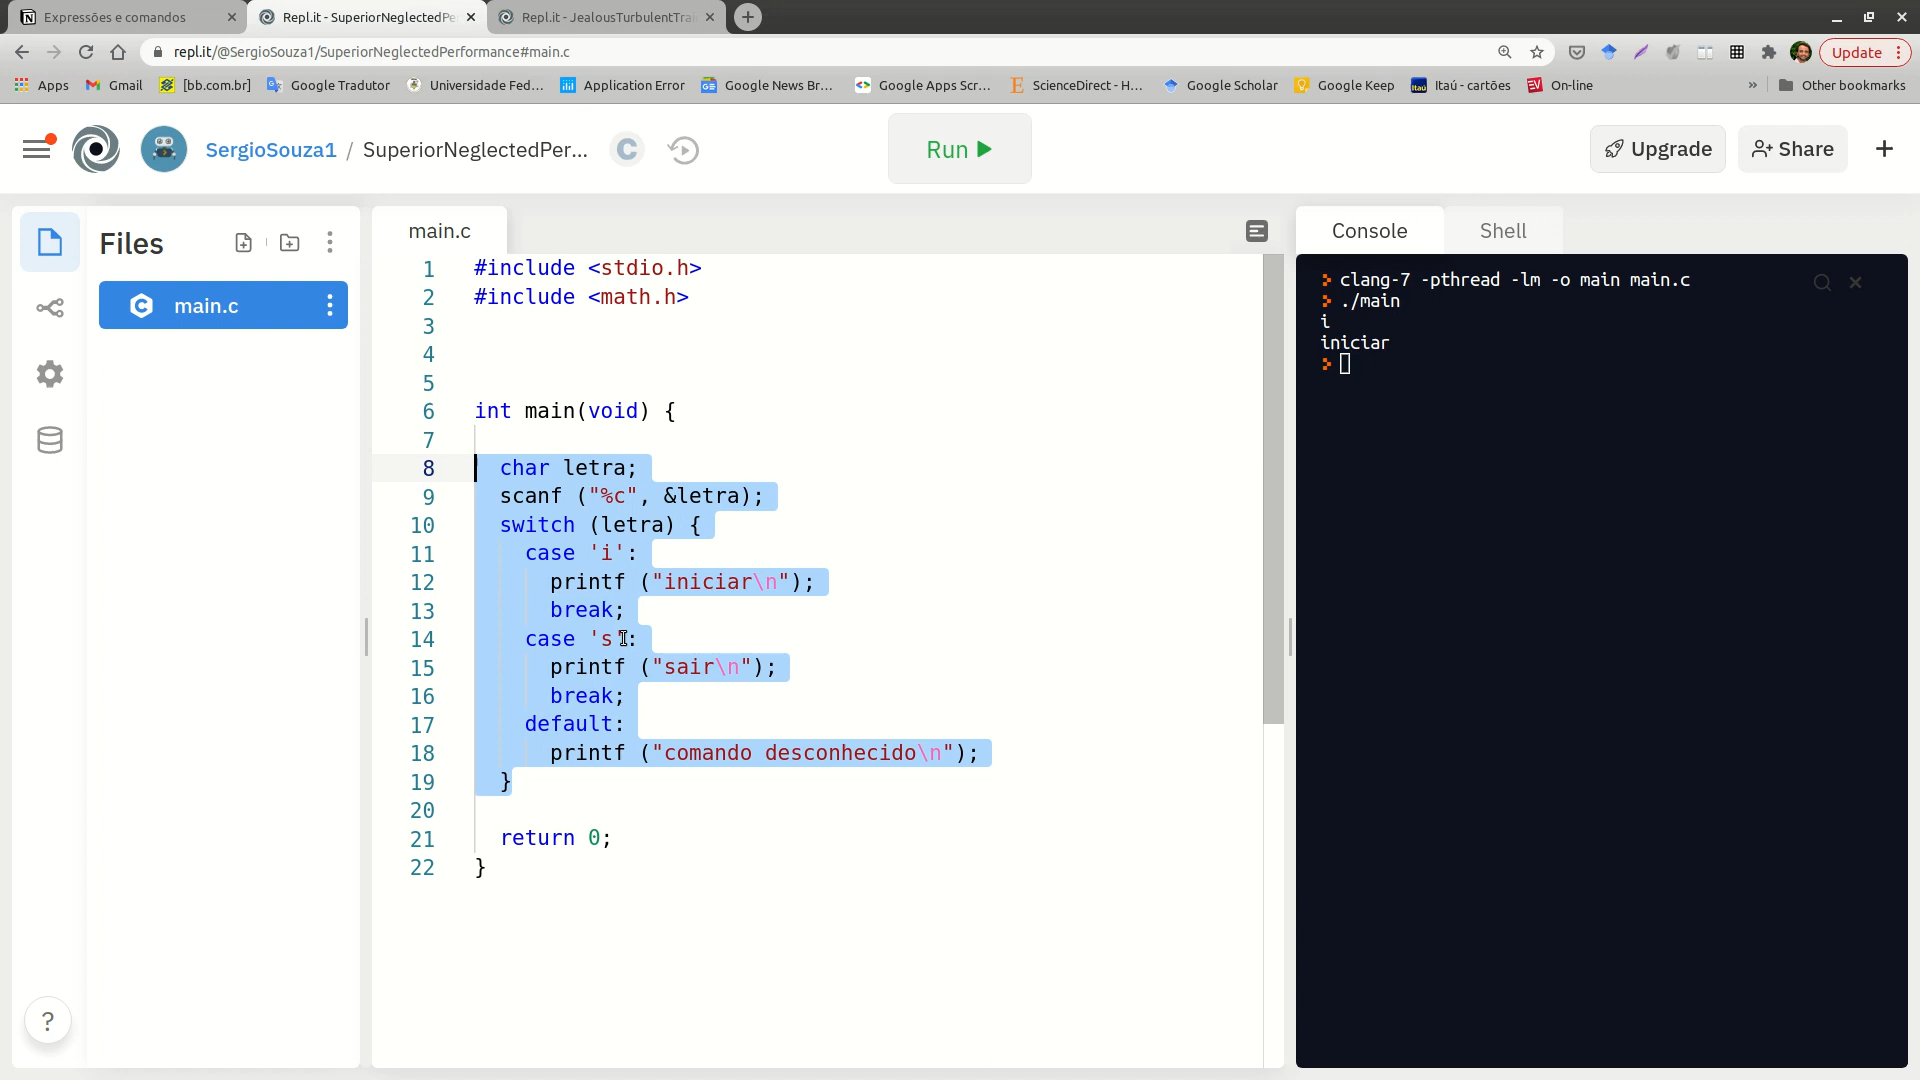 Expressões e comandos
Repl.it - SuperiorNeglectedPe
Repl.it - JealousTurbulentTrai
repl.it/@SergioSouza1/SuperiorNeglectedPerformance#main.c
Update
Apps
Gmail
[bb.com.br]
Google Tradutor
Universidade Fed...
Application Error
Google News Br...
Google Apps Scr...
ScienceDirect - H...
Google Scholar
Google Keep
Itaú - cartões
On-line
»
Other bookmarks
SergioSouza1 / SuperiorNeglectedPer...
C
Run
Upgrade
Share
Files
main.c
main.c
1 #include <stdio.h>
2 #include <math.h>
3
4
5
6 int main(void) {
7
8 char letra;
9 scanf ("%c", &letra);
10 switch (letra) {
11 case 'i':
12 printf ("iniciar\n");
13 break;
14 case 's':
15 printf ("sair\n");
16 break;
17 default:
18 printf ("comando desconhecido\n");
19 }
20
21 return 0;
22 }
Console
Shell
clang-7 -pthread -lm -o main main.c
./main
i
iniciar
?